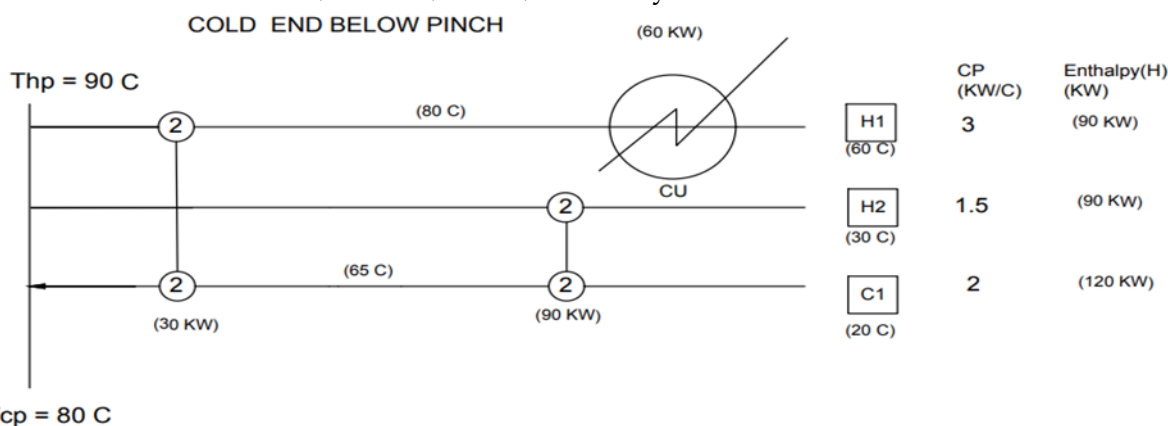 COLD END BELOW PINCH
(60 KW)
Thp = 90 C
CP
(KW/C)
Enthalpy(H)
(KW)
2
(80 C)
H1
3
(90 KW)
(60 C)
CU
2
H2
1.5
(90 KW)
(30 C)
2
(65 C)
2
C1
2
(120 KW)
(30 KW)
(90 KW)
(20 C)
cp = 80 C